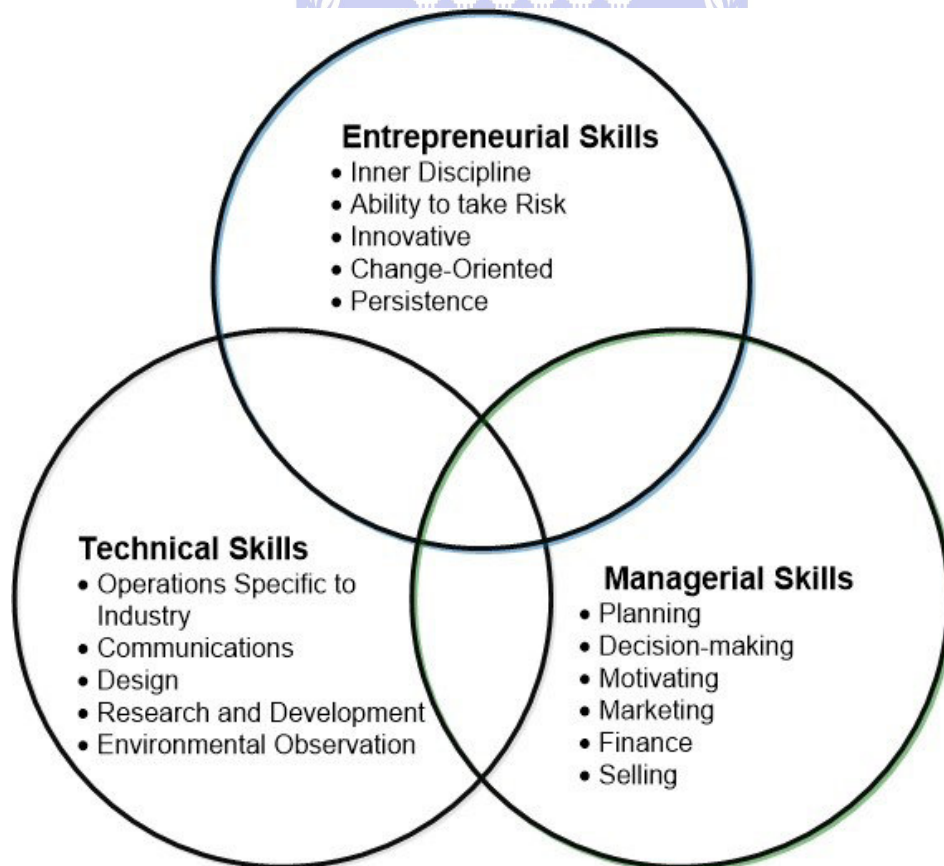 Entrepreneurial Skills
• Inner Discipline
• Ability to take Risk
• Innovative
• Change-Oriented
• Persistence
Technical Skills
• Operations Specific to
Industry
• Communications
• Design
• Research and Development
• Environmental Observation
Managerial Skills
• Planning
• Decision-making
• Motivating
• Marketing
• Finance
• Selling